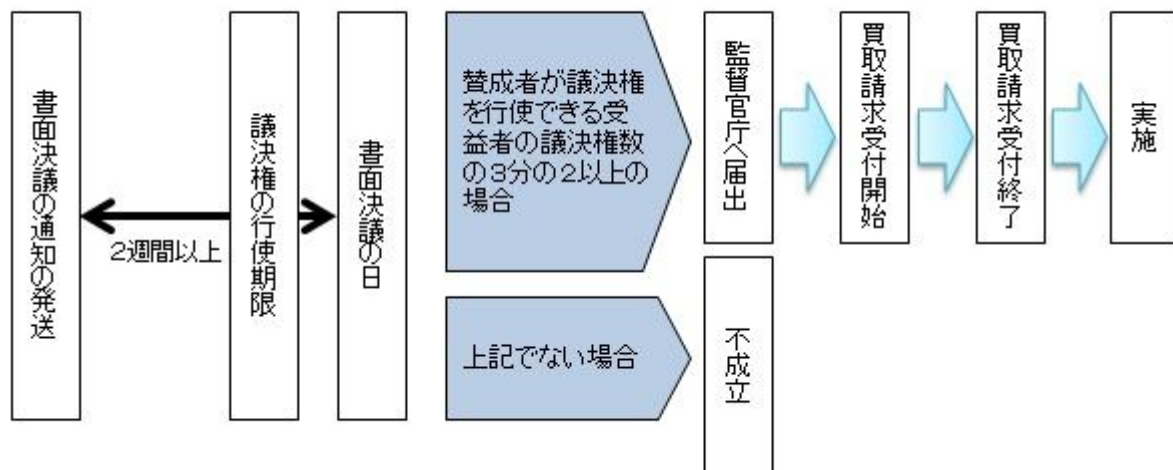 書面決議の通知の発送
2週間以上
議決権の行使期限
書面決議の日
賛成者が議決権
を行使できる受
益者の議決権数
の3分の2以上の
場合
監督官庁へ届出
買取請求受付開始
買取請求受付終了
実施
上記でない場合
不成立